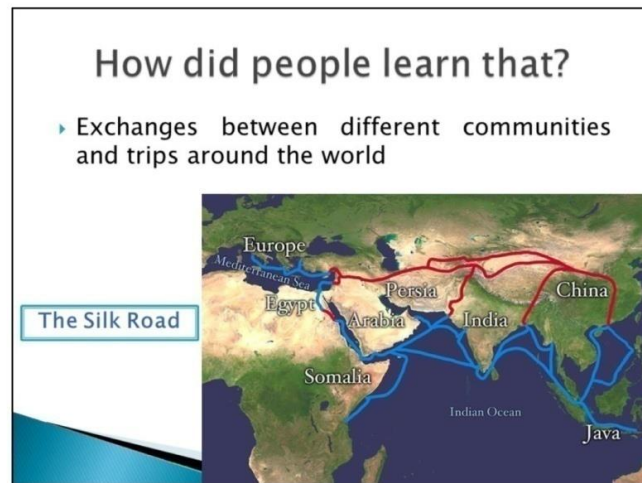 How did people learn that?
Exchanges between different communities
and trips around the world
The Silk Road
Europe
Mediterranean Sea
Egypt
Arabia
Persia
India
China
Somalia
Indian Ocean
Java